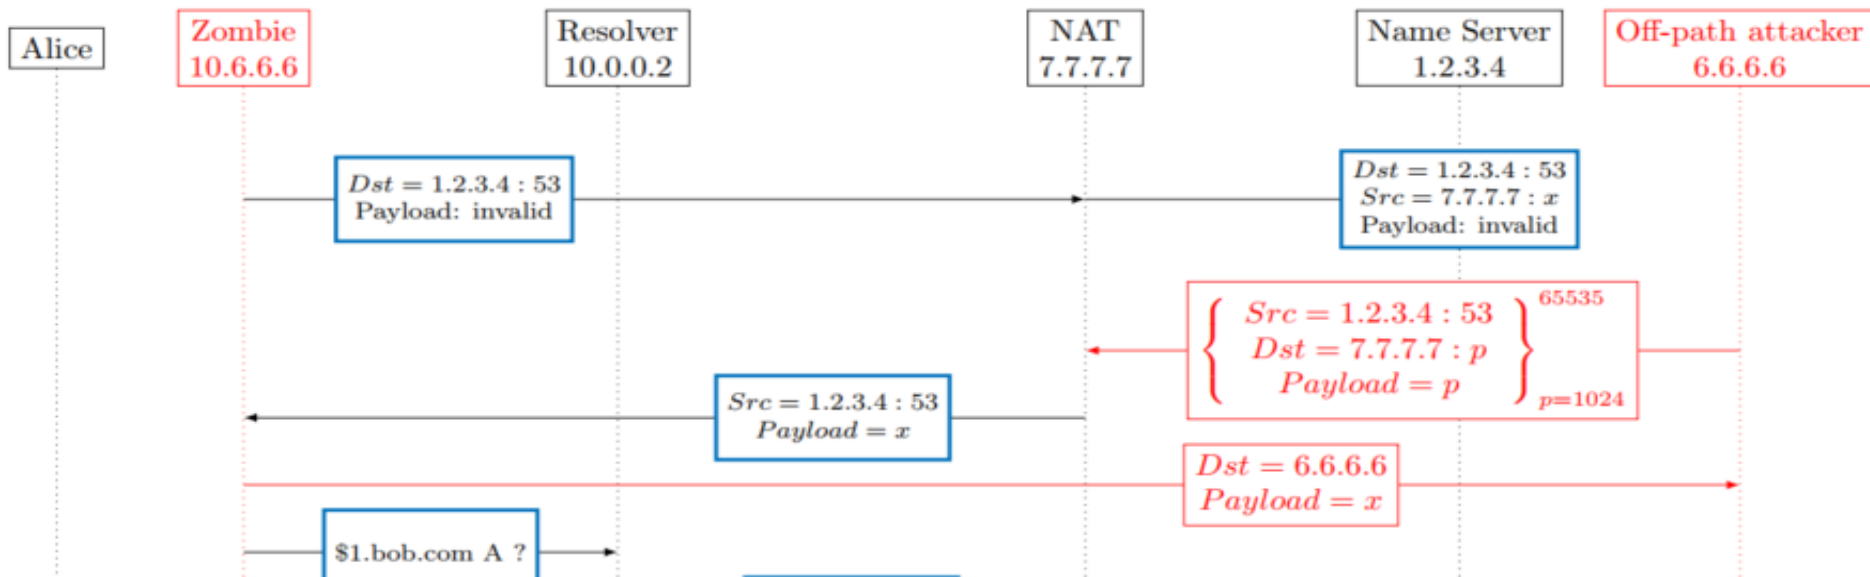 Alice
Zombie
10.6.6.6
Resolver
10.0.0.2
NAT
7.7.7.7
Name Server
1.2.3.4
Off-path attacker
6.6.6.6
Dst = 1.2.3.4 : 53
Payload: invalid
Dst = 1.2.3.4 : 53
Src = 7.7.7.7 : x
Payload: invalid
Src = 1.2.3.4 : 53
Dst = 7.7.7.7 : p
Payload = p
65535
p=1024
Src = 1.2.3.4 : 53
Payload = x
Dst = 6.6.6.6
Payload = x
$1.bob.com A ?